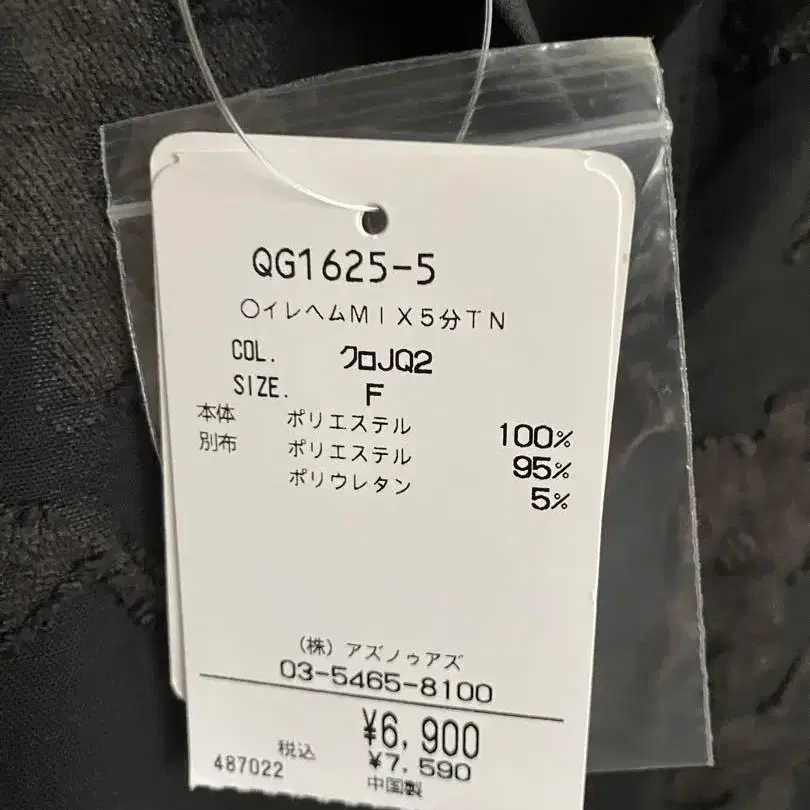 QG1625-5
〇イレヘムMIX5分TN
COL. クロJQ2
SIZE. F
本体 ポリエステル 100%
別布 ポリエステル 95%
ポリウレタン 5%
(株) アズノゥアズ
03-5465-8100
¥6,900
税込 ¥7,590
487022 中国製